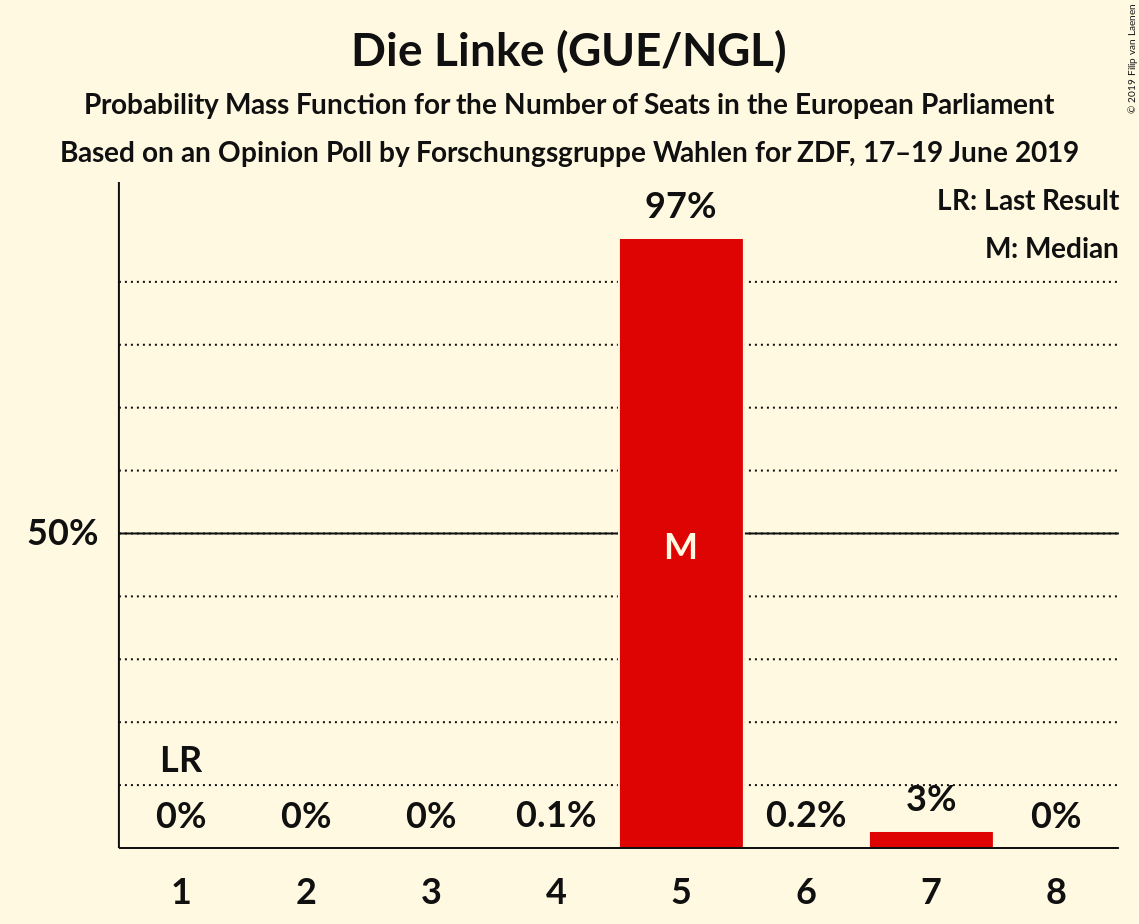 Die Linke (GUE/NGL)
Probability Mass Function for the Number of Seats in the European Parliament
Based on an Opinion Poll by Forschungsgruppe Wahlen for ZDF, 17–19 June 2019
© 2019 Filip van Laenen
LR: Last Result
M: Median
97%
50%
M
LR
0% 0% 0% 0.1% 0.2% 3% 0%
1 2 3 4 5 6 7 8